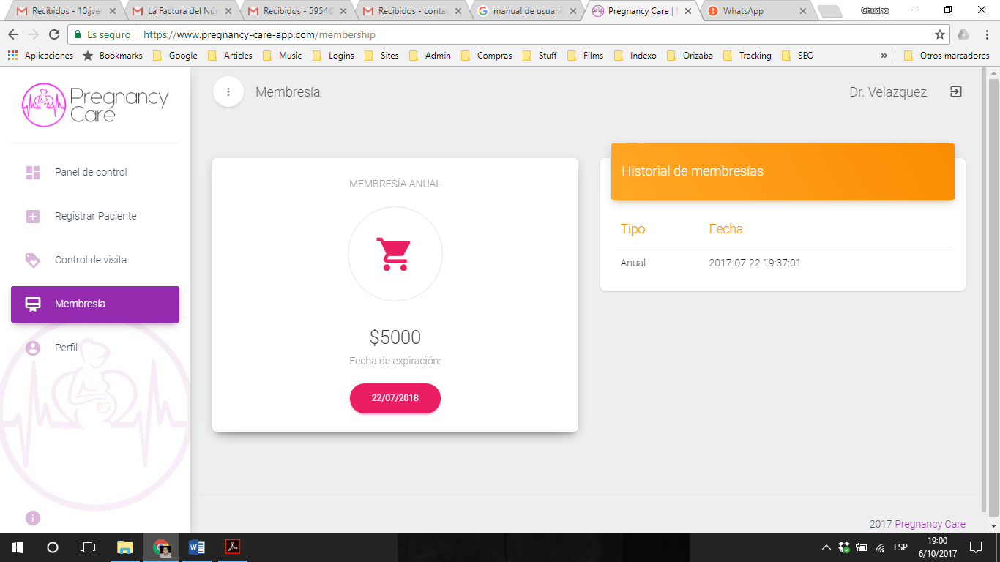 Recibidos - 10.jver
La Factura del Nú
Recibidos - 5954@
Recibidos - contac
manual de usuario
Pregnancy Care |
WhatsApp
Chucho
Es seguro
https://www.pregnancy-care-app.com/membership
Aplicaciones
Bookmarks
Google
Articles
Music
Logins
Sites
Admin
Compras
Stuff
Films
Indexo
Orizaba
Tracking
SEO
»
Otros marcadores
Pregnancy
Care
Membresía
Dr. Velazquez
Panel de control
Registrar Paciente
Control de visita
Membresía
Perfil
MEMBRESÍA ANUAL
$5000
Fecha de expiración:
22/07/2018
Historial de membresías
Tipo Fecha
Anual 2017-07-22 19:37:01
2017 Pregnancy Care
ESP
19:00
6/10/2017